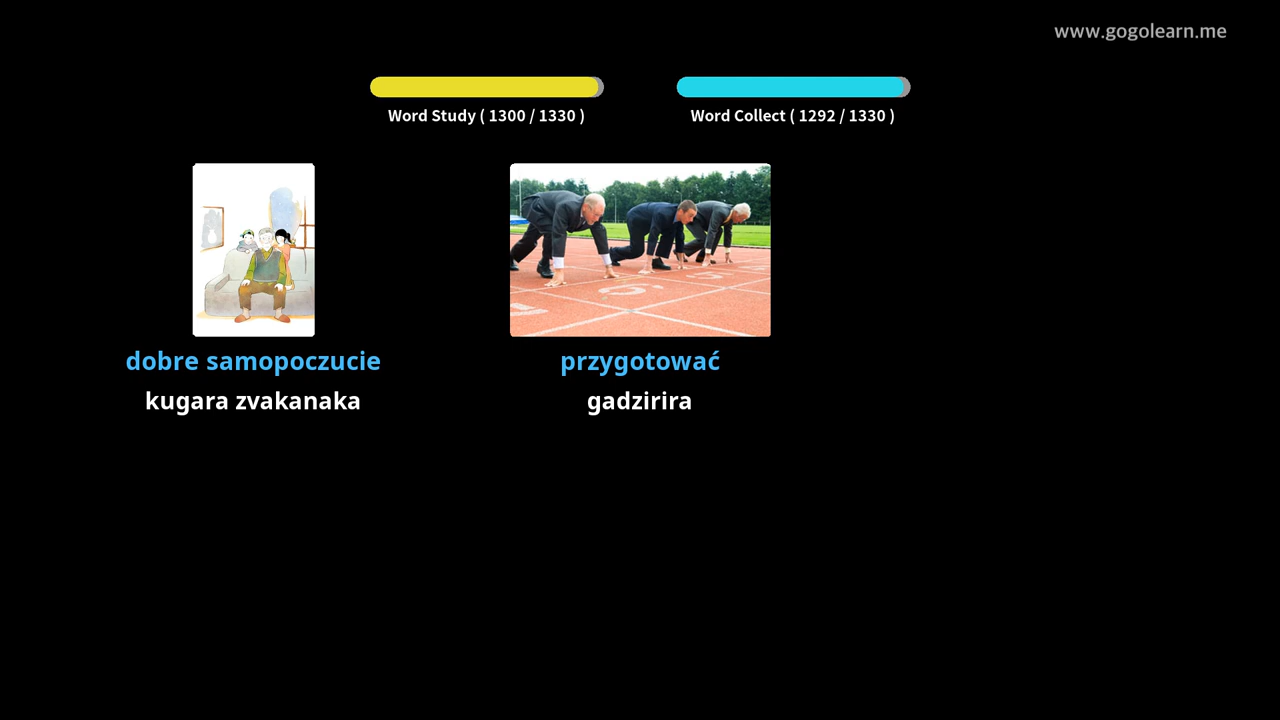 www.gogolearn.me
Word Study ( 1300 / 1330 )
Word Collect ( 1292 / 1330 )
dobre samopoczucie
kugara zvakanaka
przygotować
gadzirira